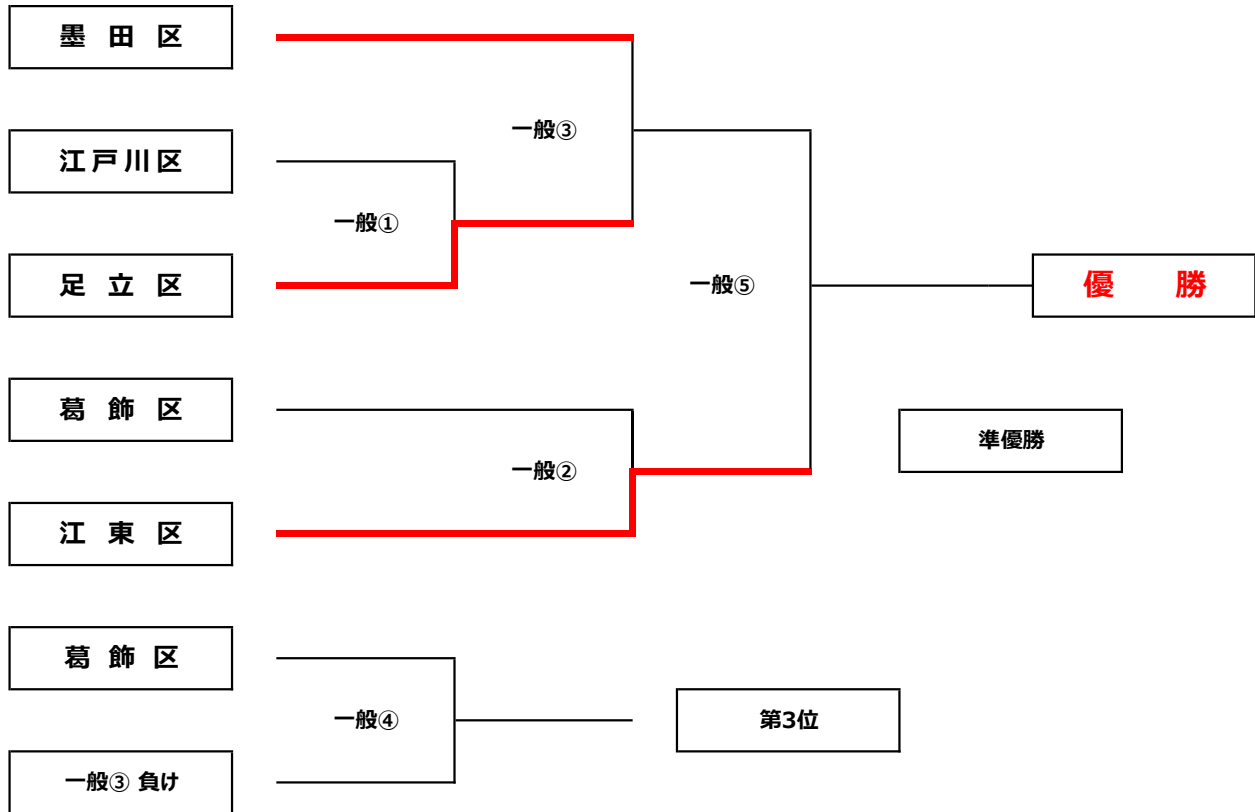 墨 田 区
一般③
江戸川区
一般①
足 立 区
一般⑤
優 勝
葛 飾 区
準優勝
一般②
江 東 区
葛 飾 区
一般④
第3位
一般③ 負け